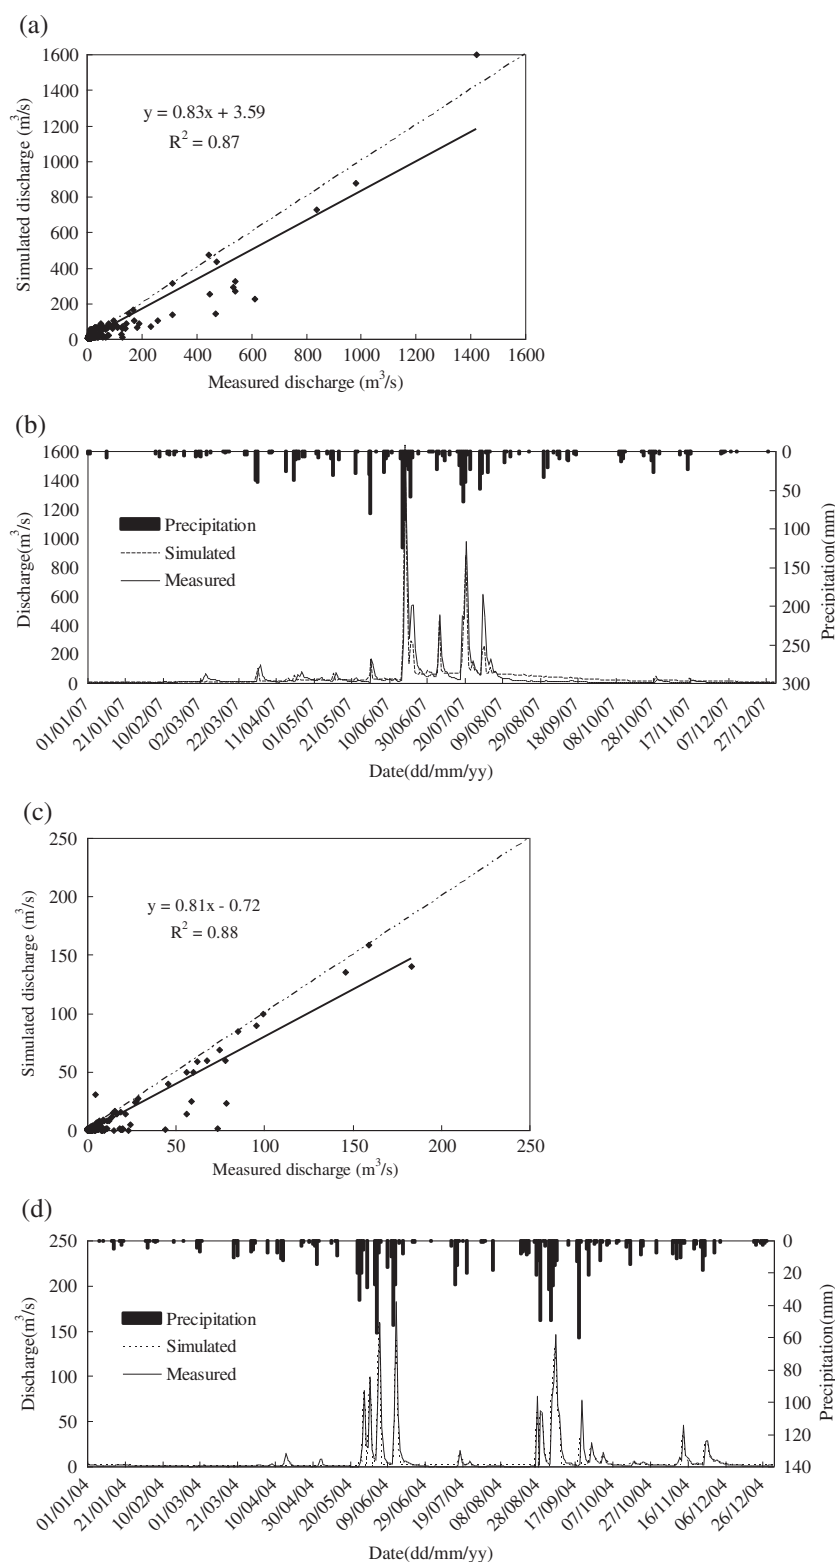 (a)
1600
1400
1200
1000
800
600
400
200
0
Simulated discharge (m³/s)
y = 0.83x + 3.59
R² = 0.87
0 200 400 600 800 1000 1200 1400 1600
Measured discharge (m³/s)
(b)
1600
1400
1200
1000
800
600
400
200
0
Discharge(m³/s)
Precipitation
Simulated
Measured
0
50
100
150
200
250
300
Precipitation(mm)
01/01/07 21/01/07 10/02/07 02/03/07 22/03/07 11/04/07 01/05/07 21/05/07 10/06/07 30/06/07 20/07/07 09/08/07 29/08/07 18/09/07 08/10/07 28/10/07 17/11/07 07/12/07 27/12/07
Date(dd/mm/yy)
(c)
250
200
150
100
50
0
Simulated discharge (m³/s)
y = 0.81x - 0.72
R² = 0.88
0 50 100 150 200 250
Measured discharge (m³/s)
(d)
250
200
150
100
50
0
Discharge(m³/s)
Precipitation
Simulated
Measured
0
20
40
60
80
100
120
140
Precipitation(mm)
01/01/04 21/01/04 10/02/04 01/03/04 21/03/04 10/04/04 30/04/04 20/05/04 09/06/04 29/06/04 19/07/04 08/08/04 28/08/04 17/09/04 07/10/04 27/10/04 16/11/04 06/12/04 26/12/04
Date(dd/mm/yy)